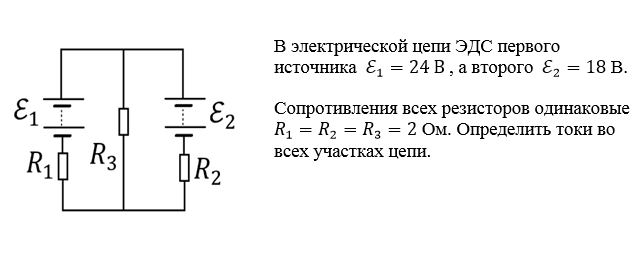 ℰ₁
R₁
R₃
ℰ₂
R₂
В электрической цепи ЭДС первого
источника ℰ₁ = 24 В , а второго ℰ₂ = 18 В.
Сопротивления всех резисторов одинаковые
R₁ = R₂ = R₃ = 2 Ом. Определить токи во
всех участках цепи.